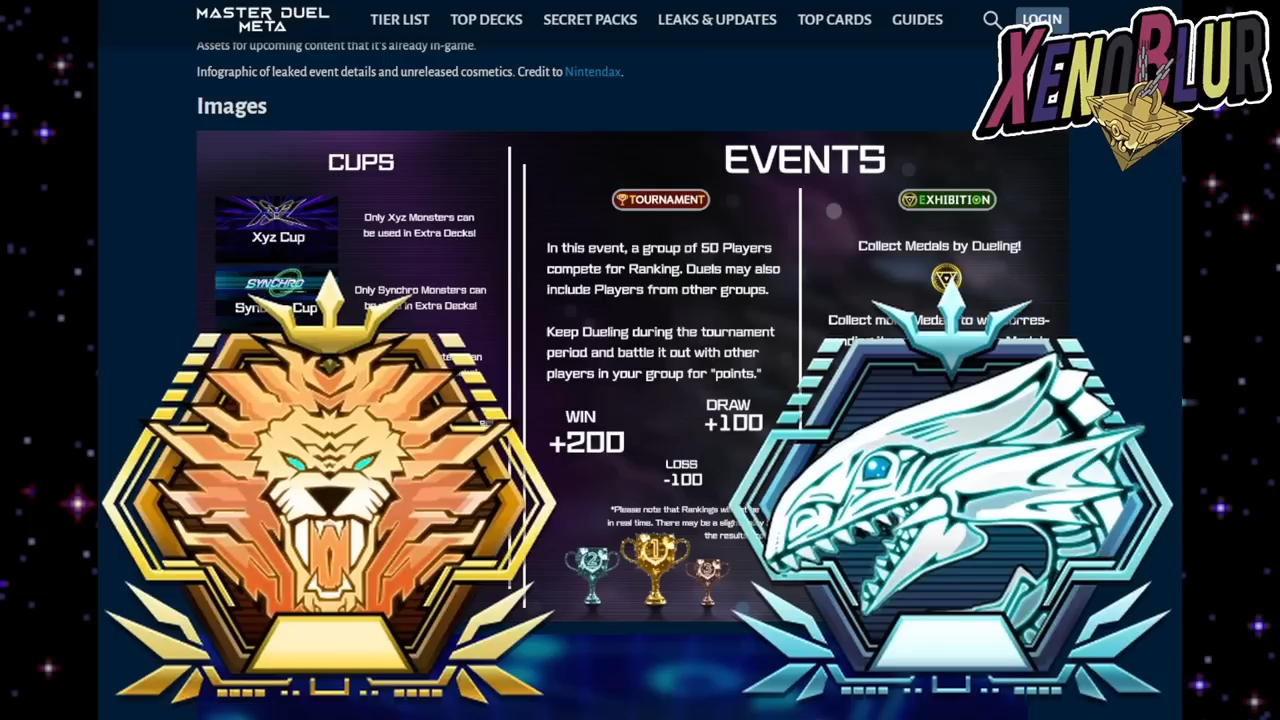 MASTER DUEL
META
TIER LIST
TOP DECKS
SECRET PACKS
LEAKS & UPDATES
TOP CARDS
GUIDES
LOGIN
XENOBLUR
Assets for upcoming content that it's already in-game.
Infographic of leaked event details and unreleased cosmetics. Credit to Nintendax.
Images
CUPS
Xyz Cup
Only Xyz Monsters can
be used in Extra Decks!
SYNCHRO
Cup
Only Synchro Monsters can
in Extra Decks!
EVENTS
TOURNAMENT
In this event, a group of 50 Players
compete for Ranking. Duels may also
include Players from other groups.
Keep Dueling during the tournament
period and battle it out with other
players in your group for "points."
WIN
+200
DRAW
+100
LOSS
-100
*Please note that Rankings
in real time. There may be a
the results
2
1
3
EXHIBITION
Collect Medals by Dueling!
Collect
to